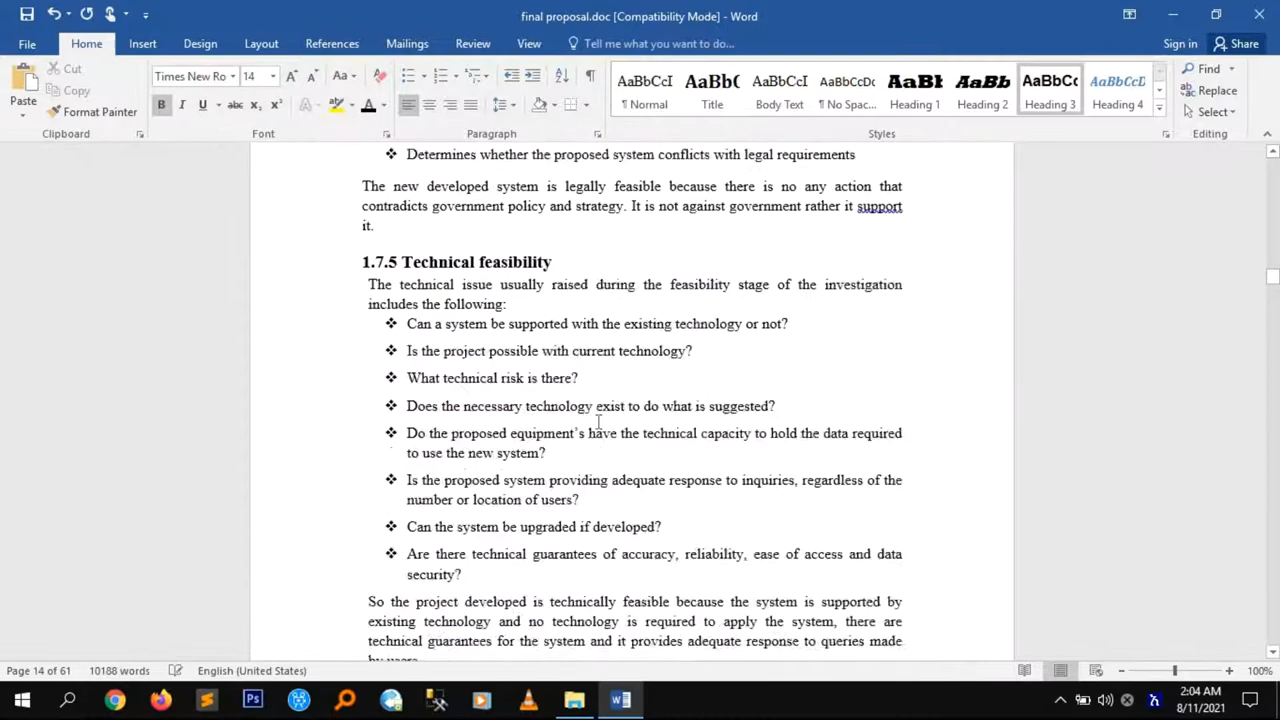 final proposal.doc [Compatibility Mode] - Word
File Home Insert Design Layout References Mailings Review View Tell me what you want to do... Sign in Share
Paste
Cut
Copy
Format Painter
Clipboard
Times New Ro 14
Font
Paragraph
AaBbCcI ¶ Normal
AaBb( Title
AaBbCcI Body Text
AaBbCcDc ¶ No Spac...
AaBb( Heading 1
AaBb Heading 2
AaBbCc Heading 3
AaBbCcD Heading 4
Styles
Find
Replace
Select
Editing
❖ Determines whether the proposed system conflicts with legal requirements
The new developed system is legally feasible because there is no any action that
contradicts government policy and strategy. It is not against government rather it support
it.
1.7.5 Technical feasibility
The technical issue usually raised during the feasibility stage of the investigation
includes the following:
❖ Can a system be supported with the existing technology or not?
❖ Is the project possible with current technology?
❖ What technical risk is there?
❖ Does the necessary technology exist to do what is suggested?
❖ Do the proposed equipment's have the technical capacity to hold the data required
to use the new system?
❖ Is the proposed system providing adequate response to inquiries, regardless of the
number or location of users?
❖ Can the system be upgraded if developed?
❖ Are there technical guarantees of accuracy, reliability, ease of access and data
security?
So the project developed is technically feasible because the system is supported by
existing technology and no technology is required to apply the system, there are
technical guarantees for the system and it provides adequate response to queries made
by users
Page 14 of 61 10188 words English (United States) 100%
2:04 AM
8/11/2021